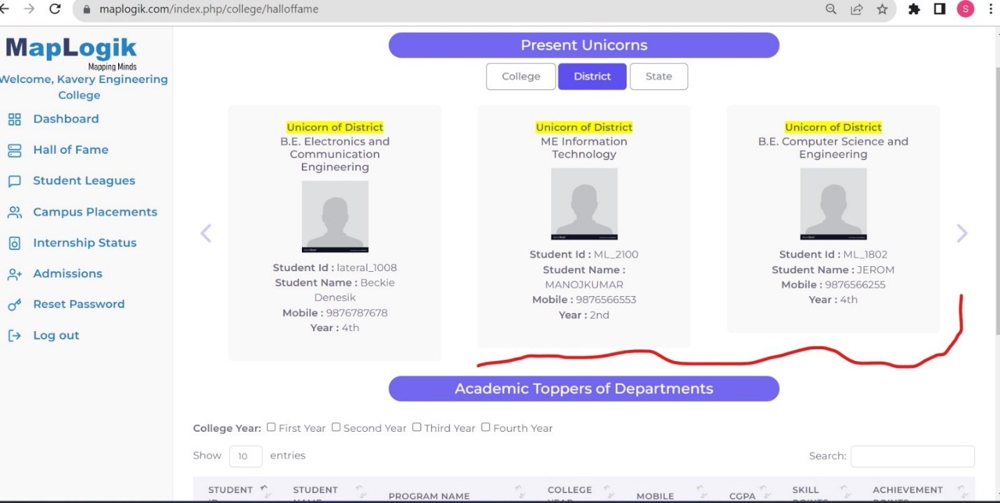 maplogik.com/index.php/college/halloffame
S
MapLogik
Mapping Minds
Welcome, Kavery Engineering
College
Dashboard
Hall of Fame
Student Leagues
Campus Placements
Internship Status
Admissions
Reset Password
Log out
Present Unicorns
College District State
Unicorn of District
B.E. Electronics and
Communication
Engineering
Student Id : lateral_1008
Student Name : Beckie
Denesik
Mobile : 9876787678
Year : 4th
Unicorn of District
ME Information
Technology
Student Id : ML_2100
Student Name :
MANOJKUMAR
Mobile : 9876566553
Year : 2nd
Unicorn of District
B.E. Computer Science and
Engineering
Student Id : ML_1802
Student Name : JEROM
Mobile : 9876566255
Year : 4th
Academic Toppers of Departments
College Year: First Year Second Year Third Year Fourth Year
Show 10 entries
Search:
STUDENT STUDENT PROGRAM NAME COLLEGE MOBILE CGPA SKILL ACHIEVEMENT
ID NAME YEAR POINTS POINTS